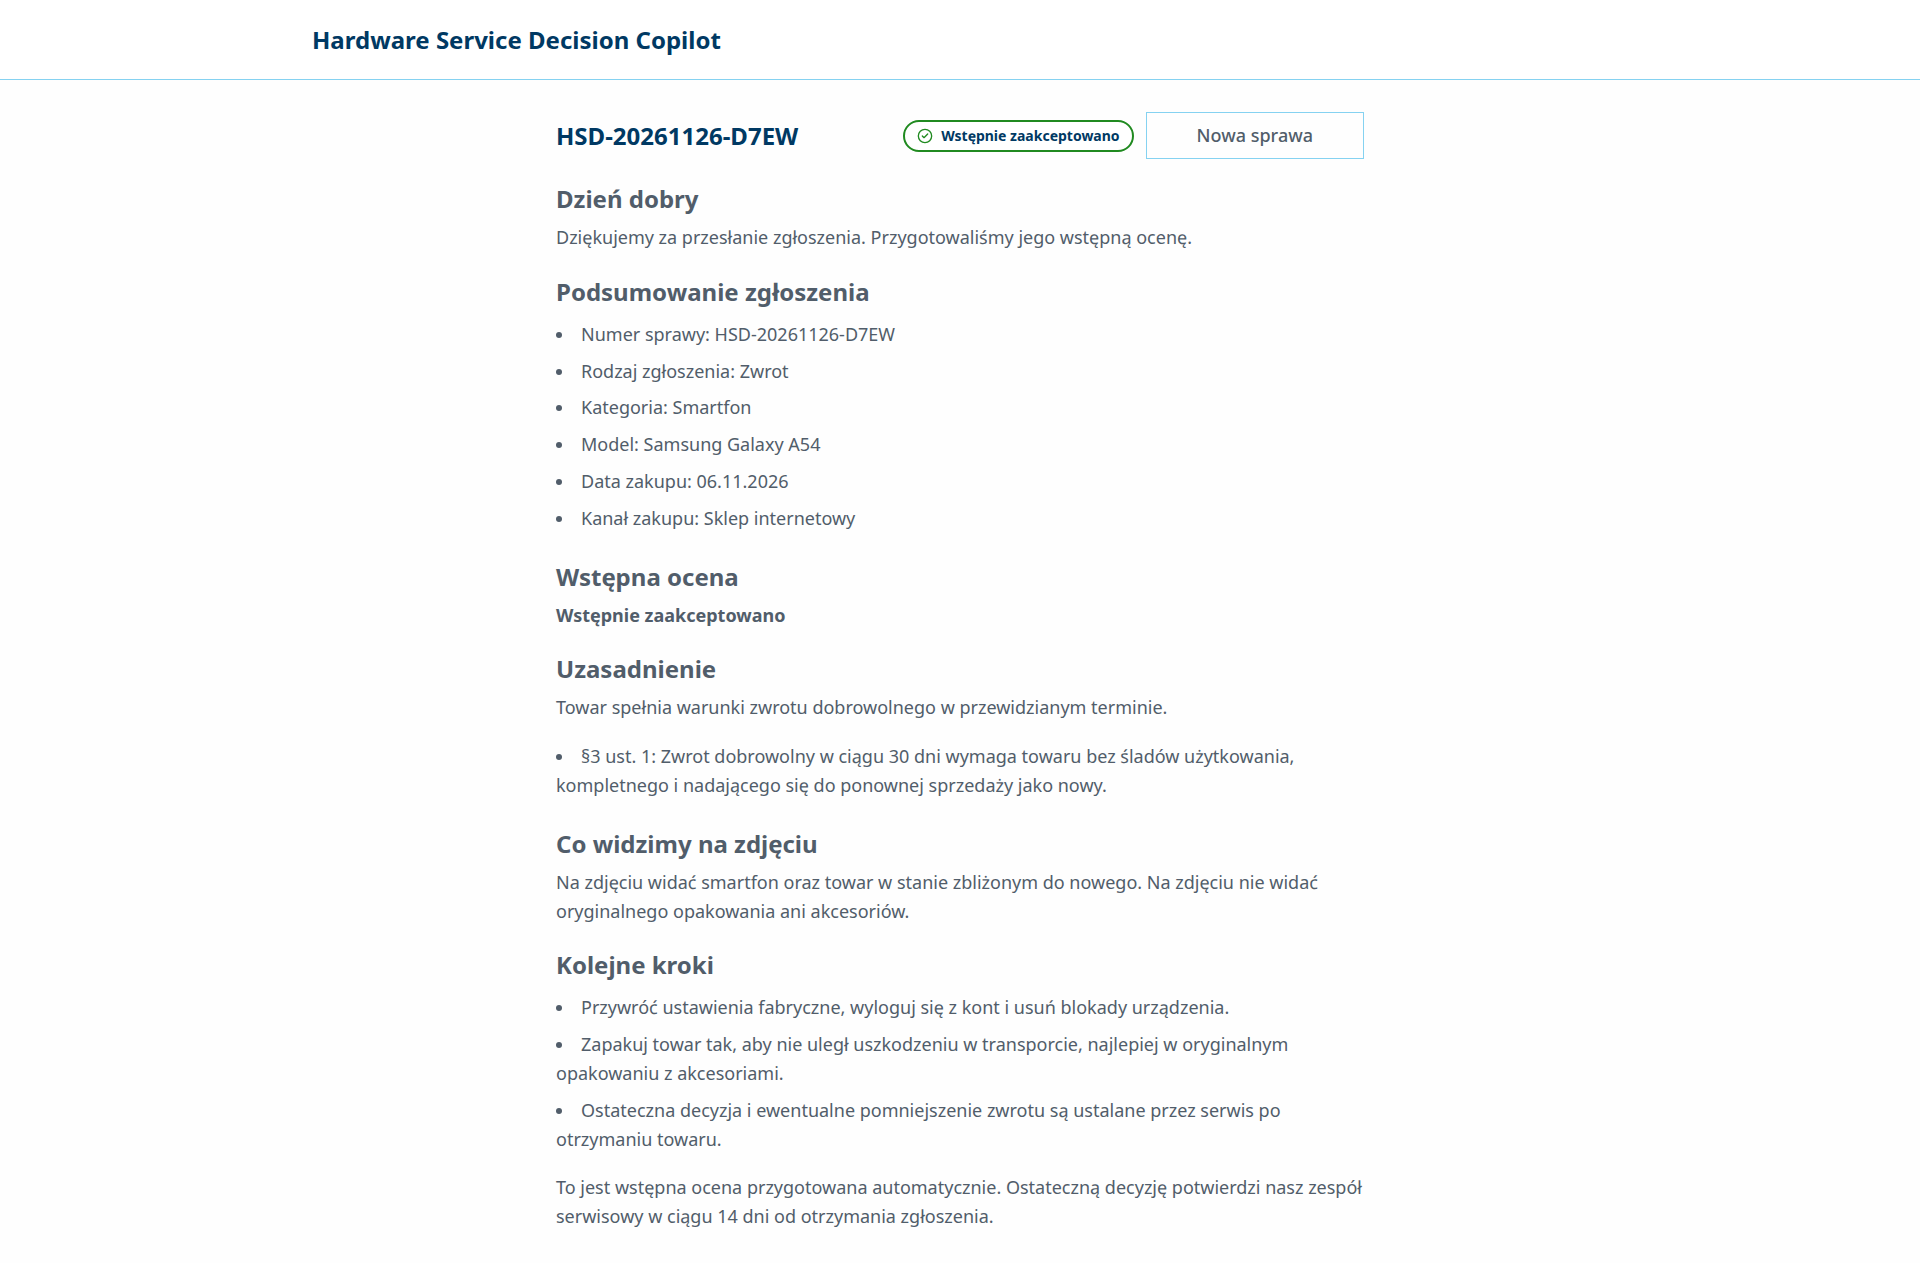 Hardware Service Decision Copilot
HSD-20261126-D7EW
Wstępnie zaakceptowano
Nowa sprawa
Dzień dobry
Dziękujemy za przesłanie zgłoszenia. Przygotowaliśmy jego wstępną ocenę.
Podsumowanie zgłoszenia
• Numer sprawy: HSD-20261126-D7EW
• Rodzaj zgłoszenia: Zwrot
• Kategoria: Smartfon
• Model: Samsung Galaxy A54
• Data zakupu: 06.11.2026
• Kanał zakupu: Sklep internetowy
Wstępna ocena
Wstępnie zaakceptowano
Uzasadnienie
Towar spełnia warunki zwrotu dobrowolnego w przewidzianym terminie.
• §3 ust. 1: Zwrot dobrowolny w ciągu 30 dni wymaga towaru bez śladów użytkowania,
kompletnego i nadającego się do ponownej sprzedaży jako nowy.
Co widzimy na zdjęciu
Na zdjęciu widać smartfon oraz towar w stanie zbliżonym do nowego. Na zdjęciu nie widać
oryginalnego opakowania ani akcesoriów.
Kolejne kroki
• Przywróć ustawienia fabryczne, wyloguj się z kont i usuń blokady urządzenia.
• Zapakuj towar tak, aby nie uległ uszkodzeniu w transporcie, najlepiej w oryginalnym
opakowaniu z akcesoriami.
• Ostateczna decyzja i ewentualne pomniejszenie zwrotu są ustalane przez serwis po
otrzymaniu towaru.
To jest wstępna ocena przygotowana automatycznie. Ostateczną decyzję potwierdzi nasz zespół
serwisowy w ciągu 14 dni od otrzymania zgłoszenia.